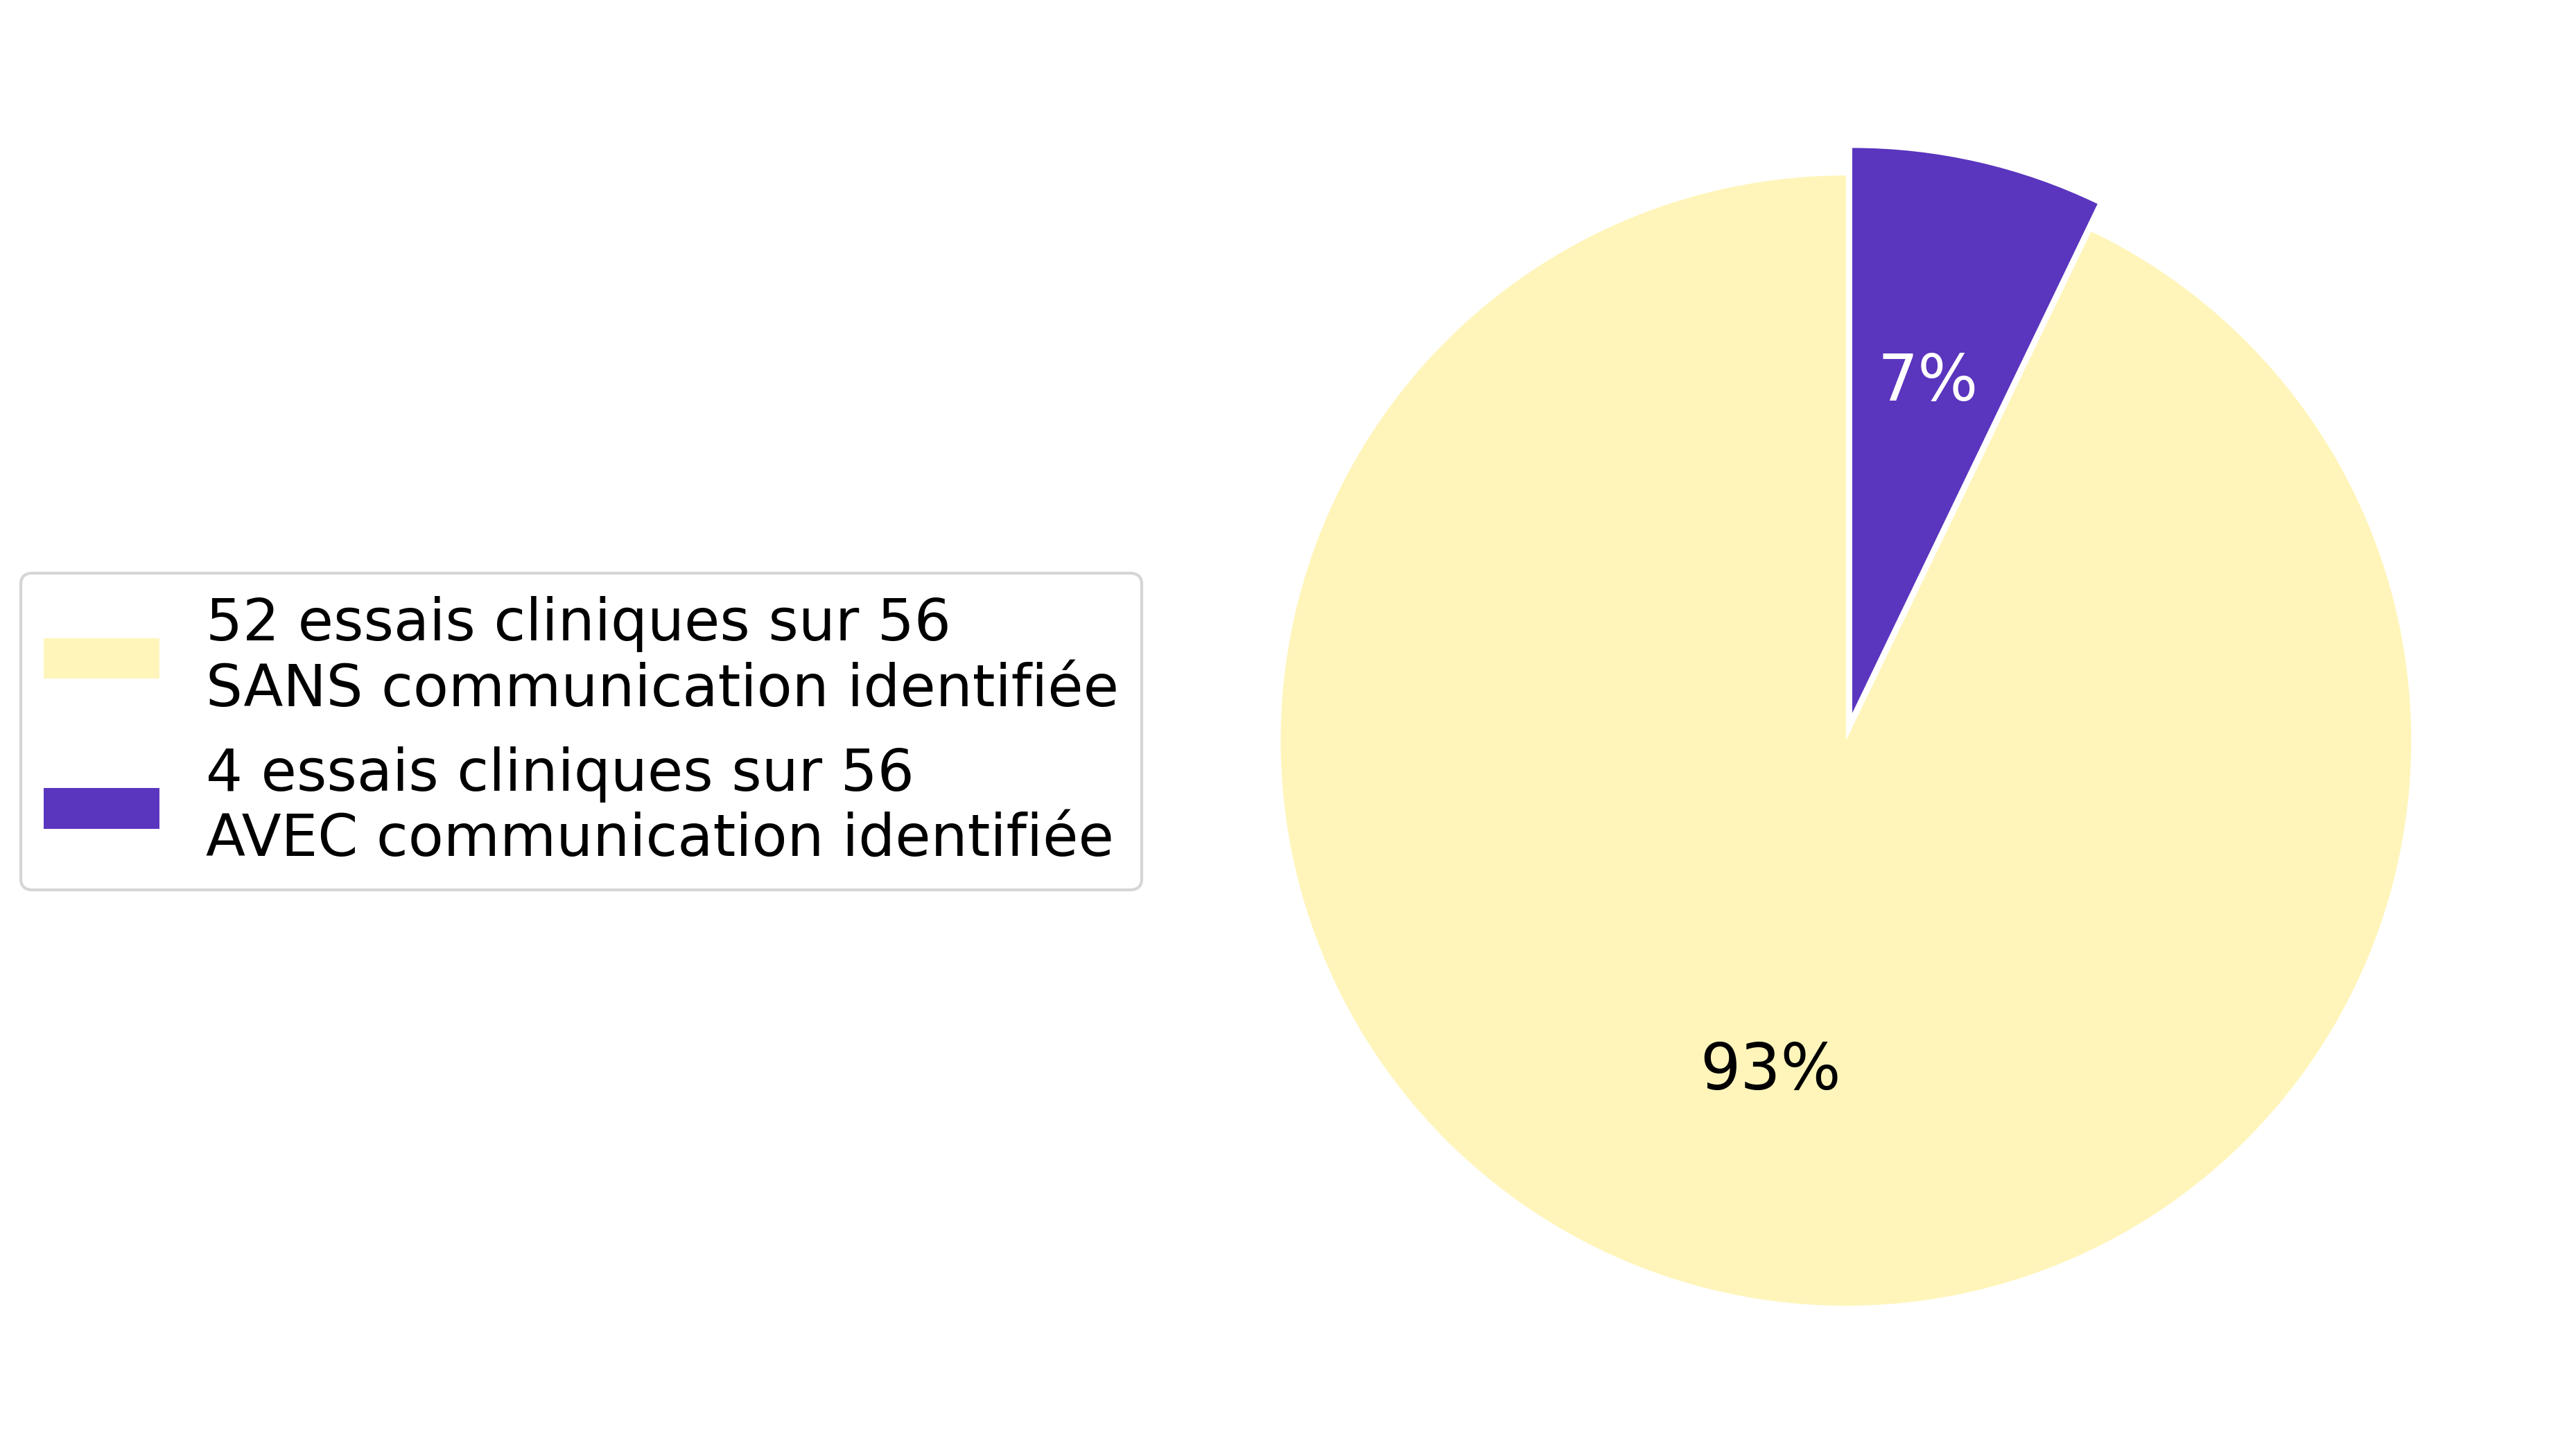 52 essais cliniques sur 56
SANS communication identifiée
4 essais cliniques sur 56
AVEC communication identifiée
7%
93%